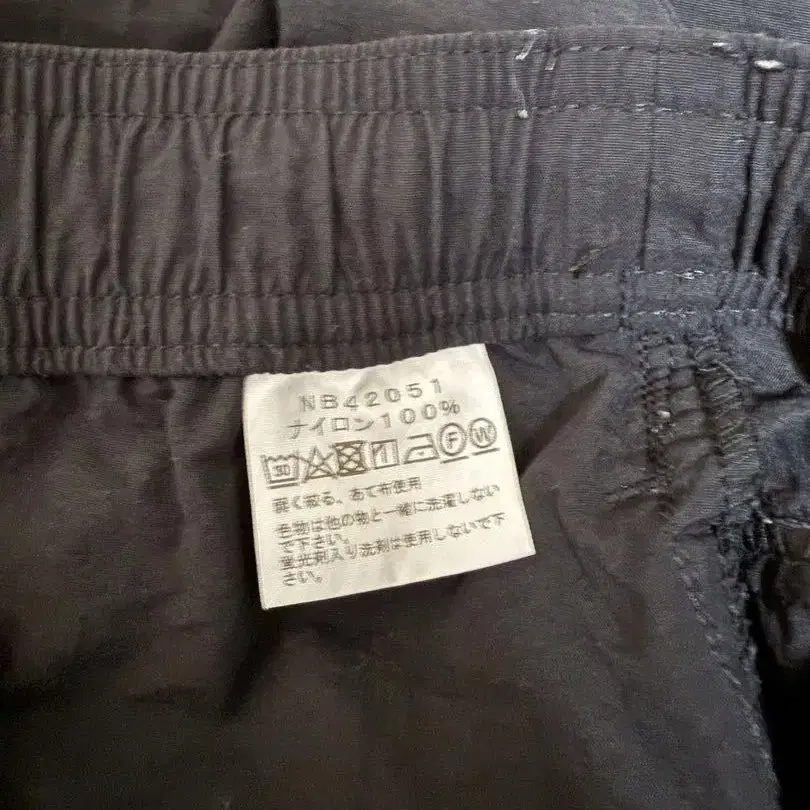 NB42051
ナイロン100%
30 F W
軽く絞る、あて布使用
色物は他の物と一緒に洗濯しない
で下さい。
蛍光剤入り洗剤は使用しないで下
さい。